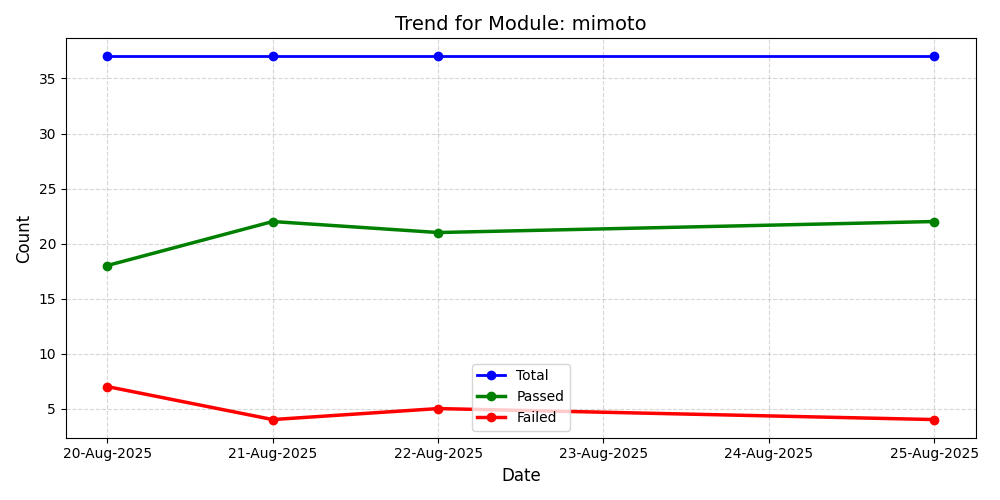 Trend for Module: mimoto
Count
35
30
25
20
15
10
5
Total
Passed
Failed
20-Aug-2025 21-Aug-2025 22-Aug-2025 23-Aug-2025 24-Aug-2025 25-Aug-2025
Date